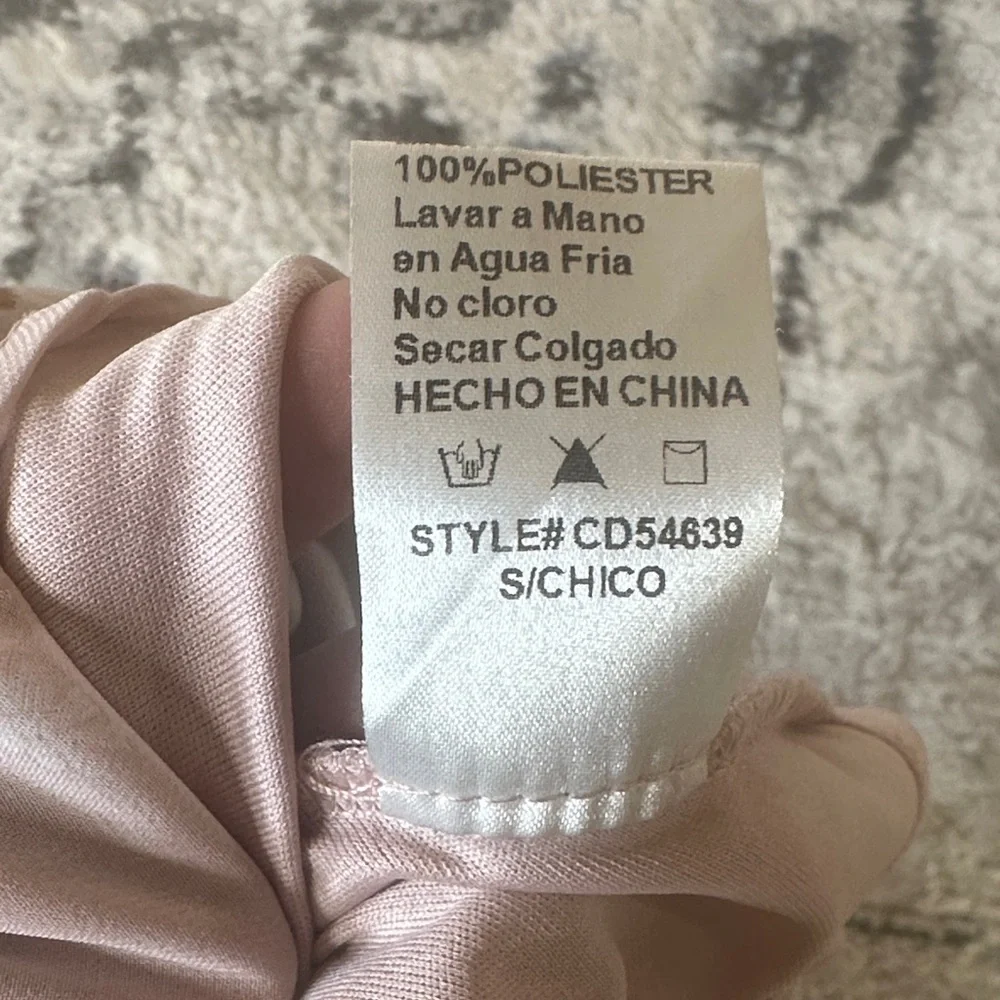 100%POLIESTER
Lavar a Mano
en Agua Fria
No cloro
Secar Colgado
HECHO EN CHINA
STYLE# CD54639
S/CHICO